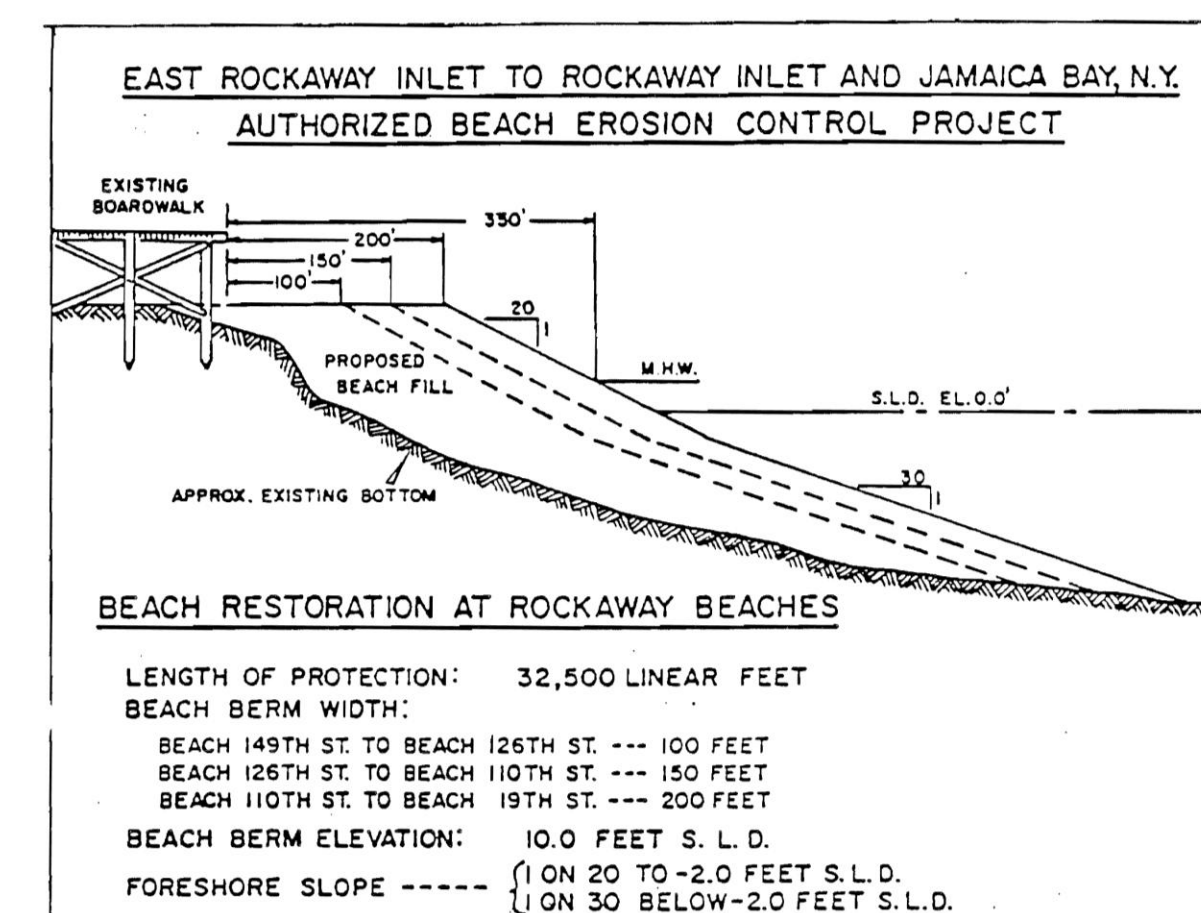 EAST ROCKAWAY INLET TO ROCKAWAY INLET AND JAMAICA BAY, N.Y.
AUTHORIZED BEACH EROSION CONTROL PROJECT
EXISTING
BOARDWALK
330'
200'
150'
100'
20
1
PROPOSED
BEACH FILL
M.H.W.
S.L.D. EL. 0.0'
30
1
APPROX. EXISTING BOTTOM
BEACH RESTORATION AT ROCKAWAY BEACHES
LENGTH OF PROTECTION: 32,500 LINEAR FEET
BEACH BERM WIDTH:
BEACH 149TH ST. TO BEACH 126TH ST. --- 100 FEET
BEACH 126TH ST. TO BEACH 110TH ST. --- 150 FEET
BEACH 110TH ST. TO BEACH 19TH ST. --- 200 FEET
BEACH BERM ELEVATION: 10.0 FEET S. L. D.
FORESHORE SLOPE ----- { 1 ON 20 TO -2.0 FEET S.L.D.
1 ON 30 BELOW -2.0 FEET S.L.D.